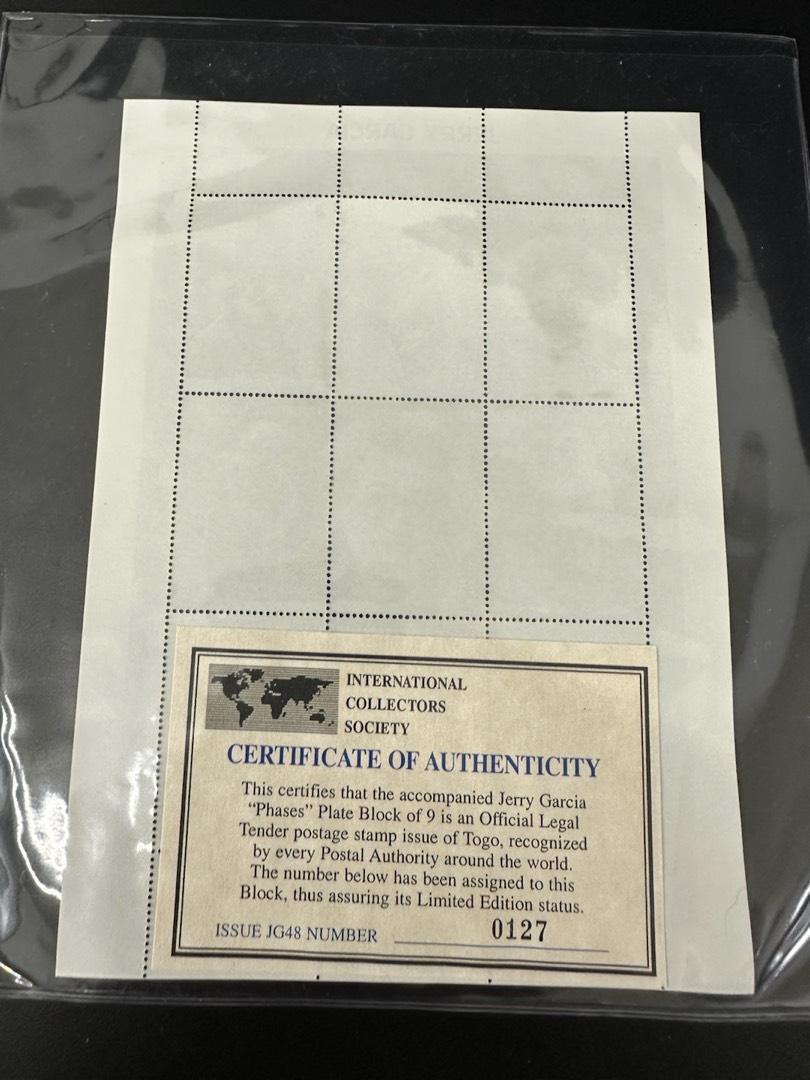 INTERNATIONAL
COLLECTORS
SOCIETY
CERTIFICATE OF AUTHENTICITY
This certifies that the accompanied Jerry Garcia
“Phases” Plate Block of 9 is an Official Legal
Tender postage stamp issue of Togo, recognized
by every Postal Authority around the world.
The number below has been assigned to this
Block, thus assuring its Limited Edition status.
ISSUE JG48 NUMBER 0127